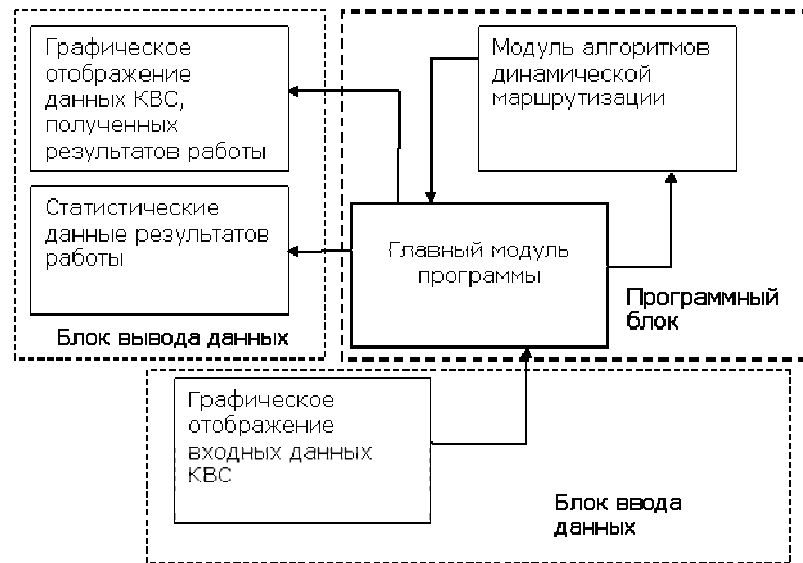 Графическое
отображение
данных КВС,
полученных
результатов работы
Статистические
данные результатов
работы
Блок вывода данных
Модуль алгоритмов
динамической
маршрутизации
Главный модуль
программы
Программный
блок
Графическое
отображение
входных данных
КВС
Блок ввода
данных